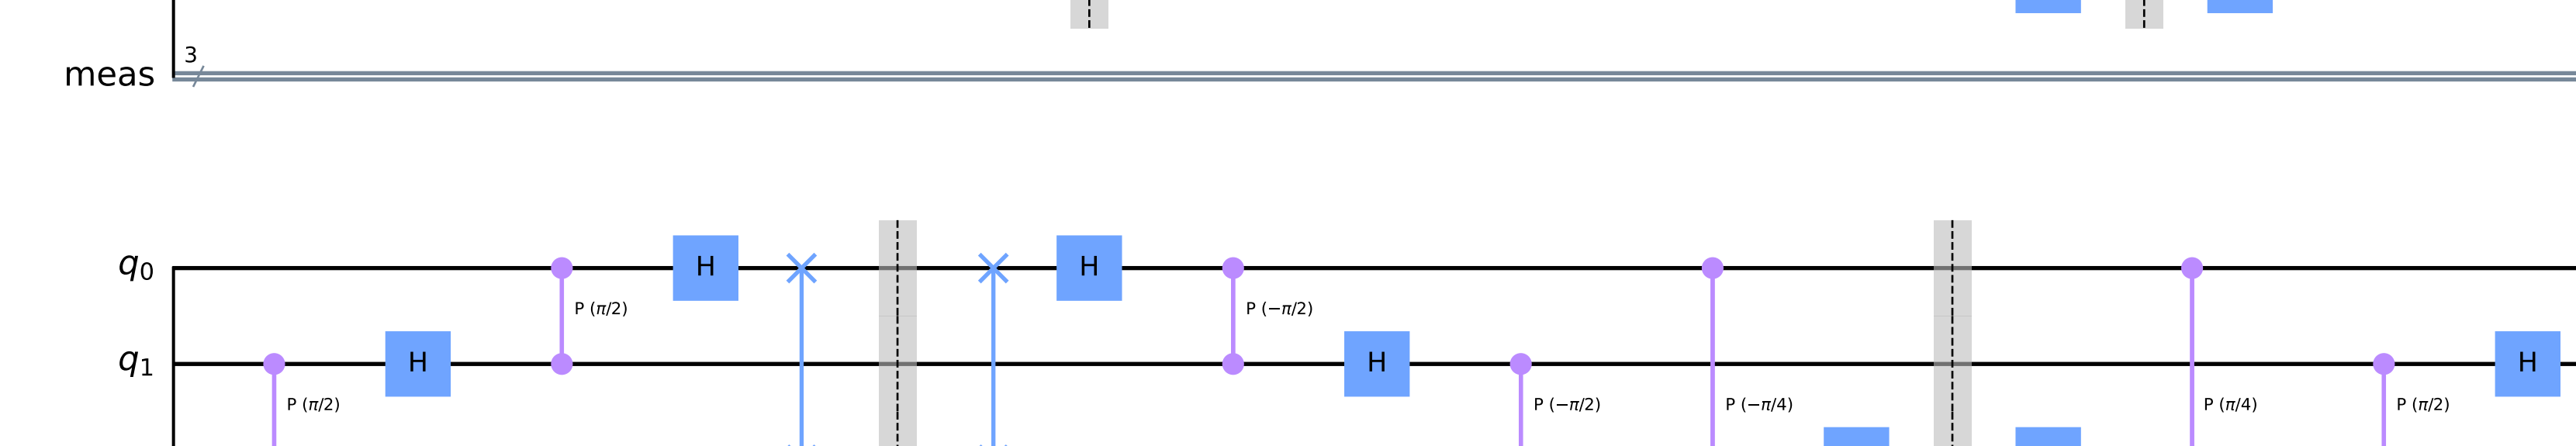 3
meas
q0 H H
P (π/2) P (−π/2)
q1 H H H
P (π/2) P (−π/2) P (−π/4) P (π/4) P (π/2)